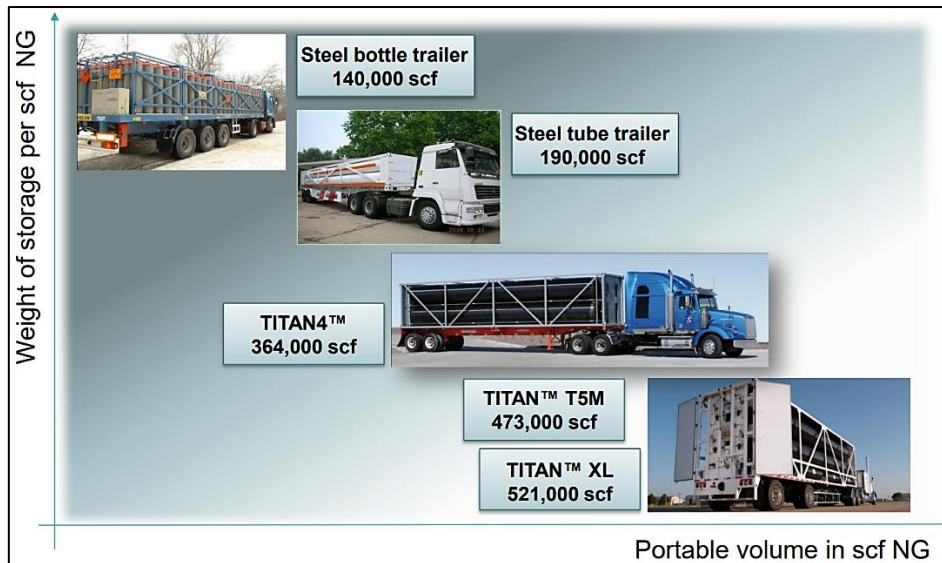 Weight of storage per scf NG
Steel bottle trailer
140,000 scf
Steel tube trailer
190,000 scf
TITAN4™
364,000 scf
TITAN™ T5M
473,000 scf
TITAN™ XL
521,000 scf
Portable volume in scf NG